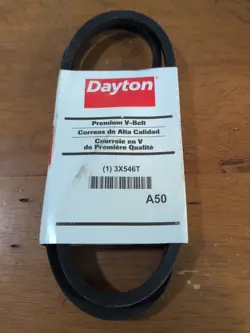 Dayton
Premium V-Belt
Correas de Alta Calidad
Courroie en V
de Première Qualité
(1) 3X546T
A50